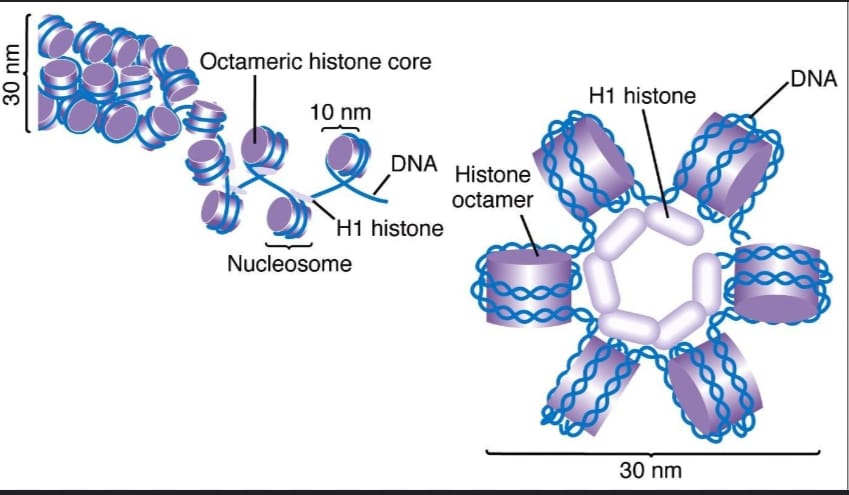 30 nm
Octameric histone core
10 nm
DNA
H1 histone
Nucleosome
H1 histone
DNA
Histone
octamer
30 nm